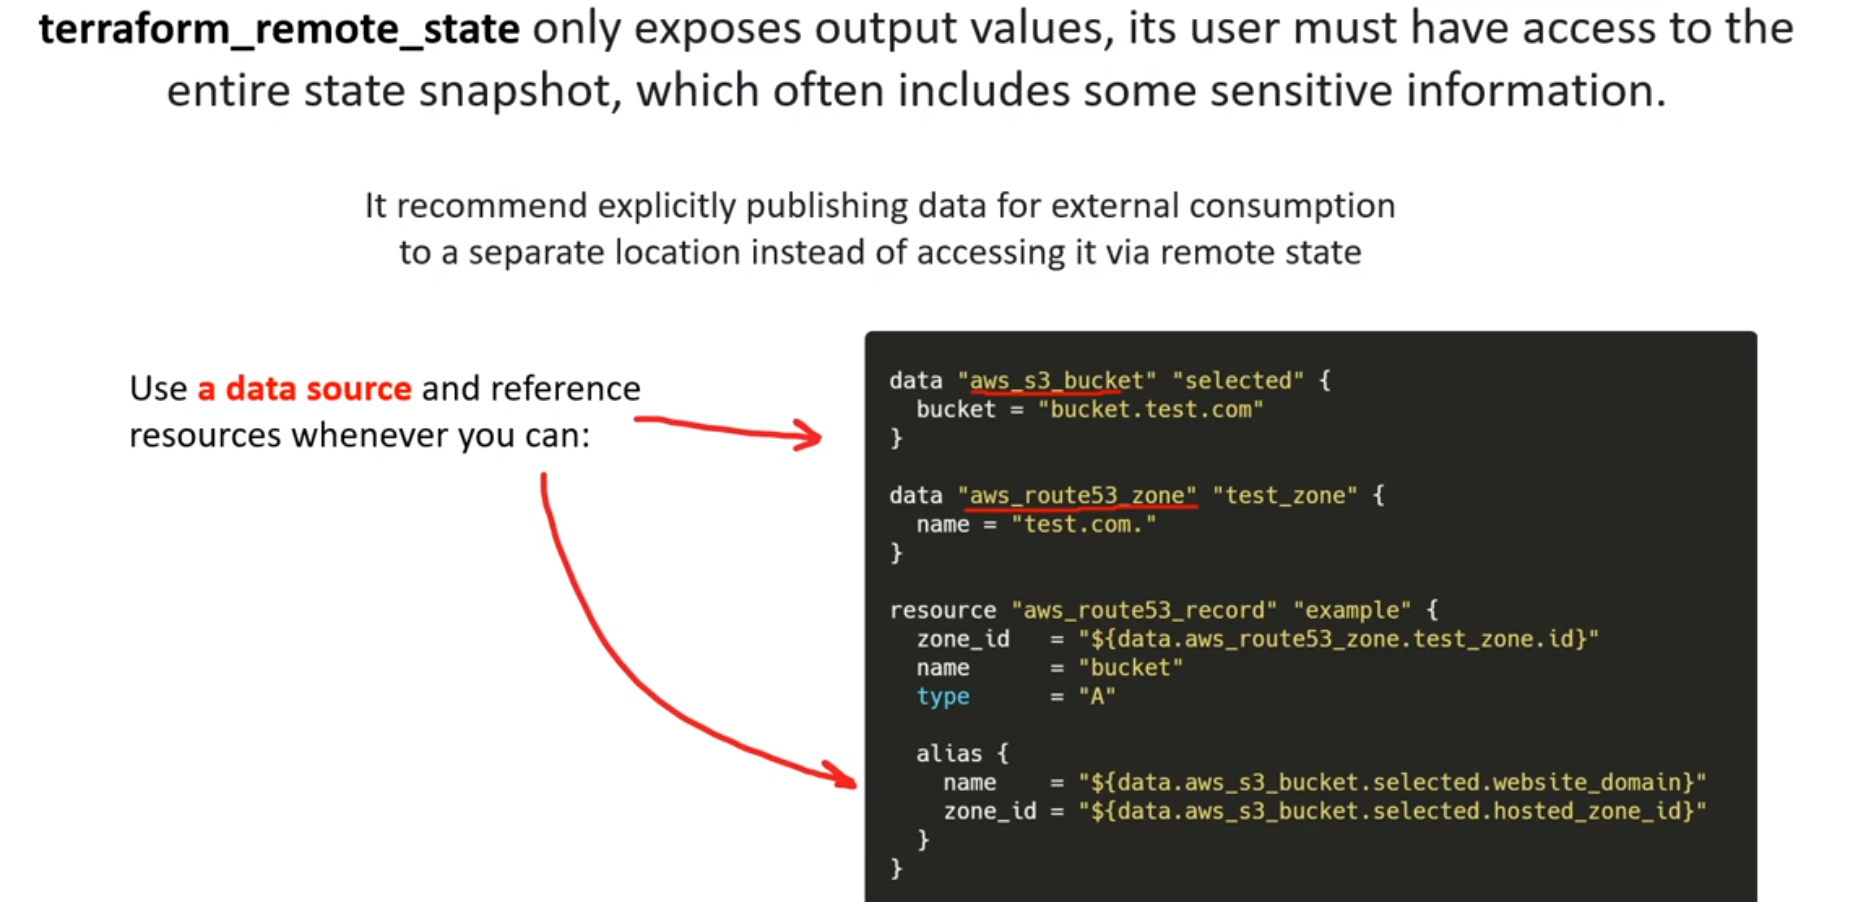 terraform_remote_state only exposes output values, its user must have access to the
entire state snapshot, which often includes some sensitive information.
It recommend explicitly publishing data for external consumption
to a separate location instead of accessing it via remote state
Use a data source and reference
resources whenever you can:
data "aws_s3_bucket" "selected" {
  bucket = "bucket.test.com"
}
data "aws_route53_zone" "test_zone" {
  name = "test.com."
}
resource "aws_route53_record" "example" {
  zone_id   = "${data.aws_route53_zone.test_zone.id}"
  name      = "bucket"
  type      = "A"
  alias {
    name    = "${data.aws_s3_bucket.selected.website_domain}"
    zone_id = "${data.aws_s3_bucket.selected.hosted_zone_id}"
  }
}